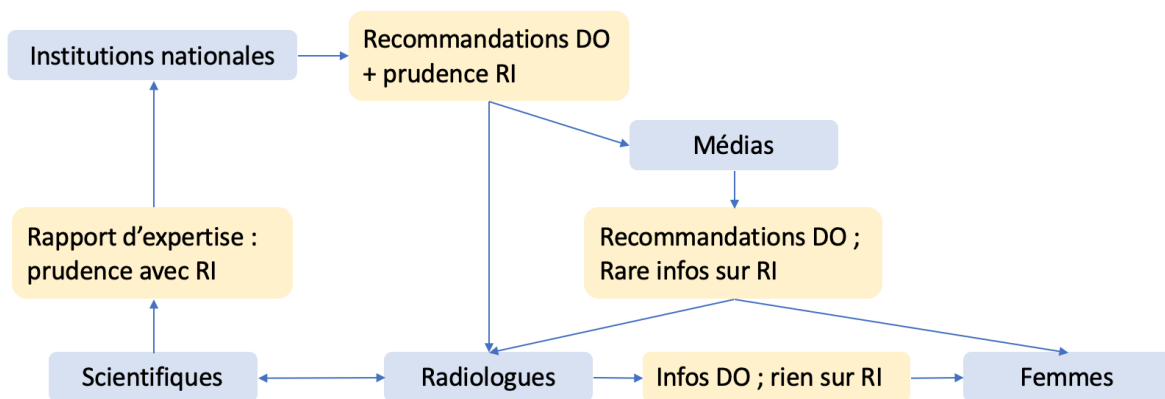 Institutions nationales
Recommandations DO
+ prudence RI
Médias
Rapport d’expertise :
prudence avec RI
Recommandations DO ;
Rare infos sur RI
Scientifiques
Radiologues
Infos DO ; rien sur RI
Femmes